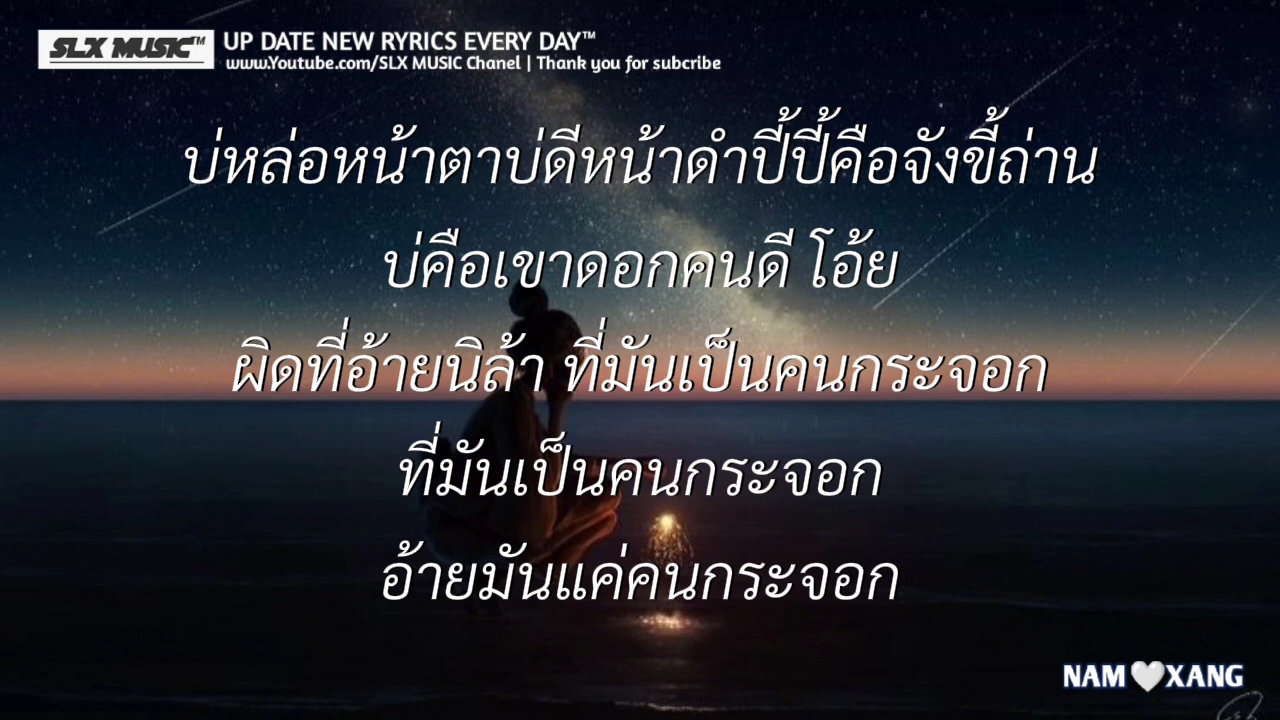 SLX MUSIC™
UP DATE NEW RYRICS EVERY DAY™
www.Youtube.com/SLX MUSIC Chanel | Thank you for subcribe
บ่หล่อหน้าตาบ่ดีหน้าดำปี้ปี้คือจังขี้ถ่าน
บ่คือเขาดอกคนดี โอ้ย
ผิดที่อ้ายนิล้า ที่มันเป็นคนกระจอก
ที่มันเป็นคนกระจอก
อ้ายมันแค่คนกระจอก
NAM🤍XANG